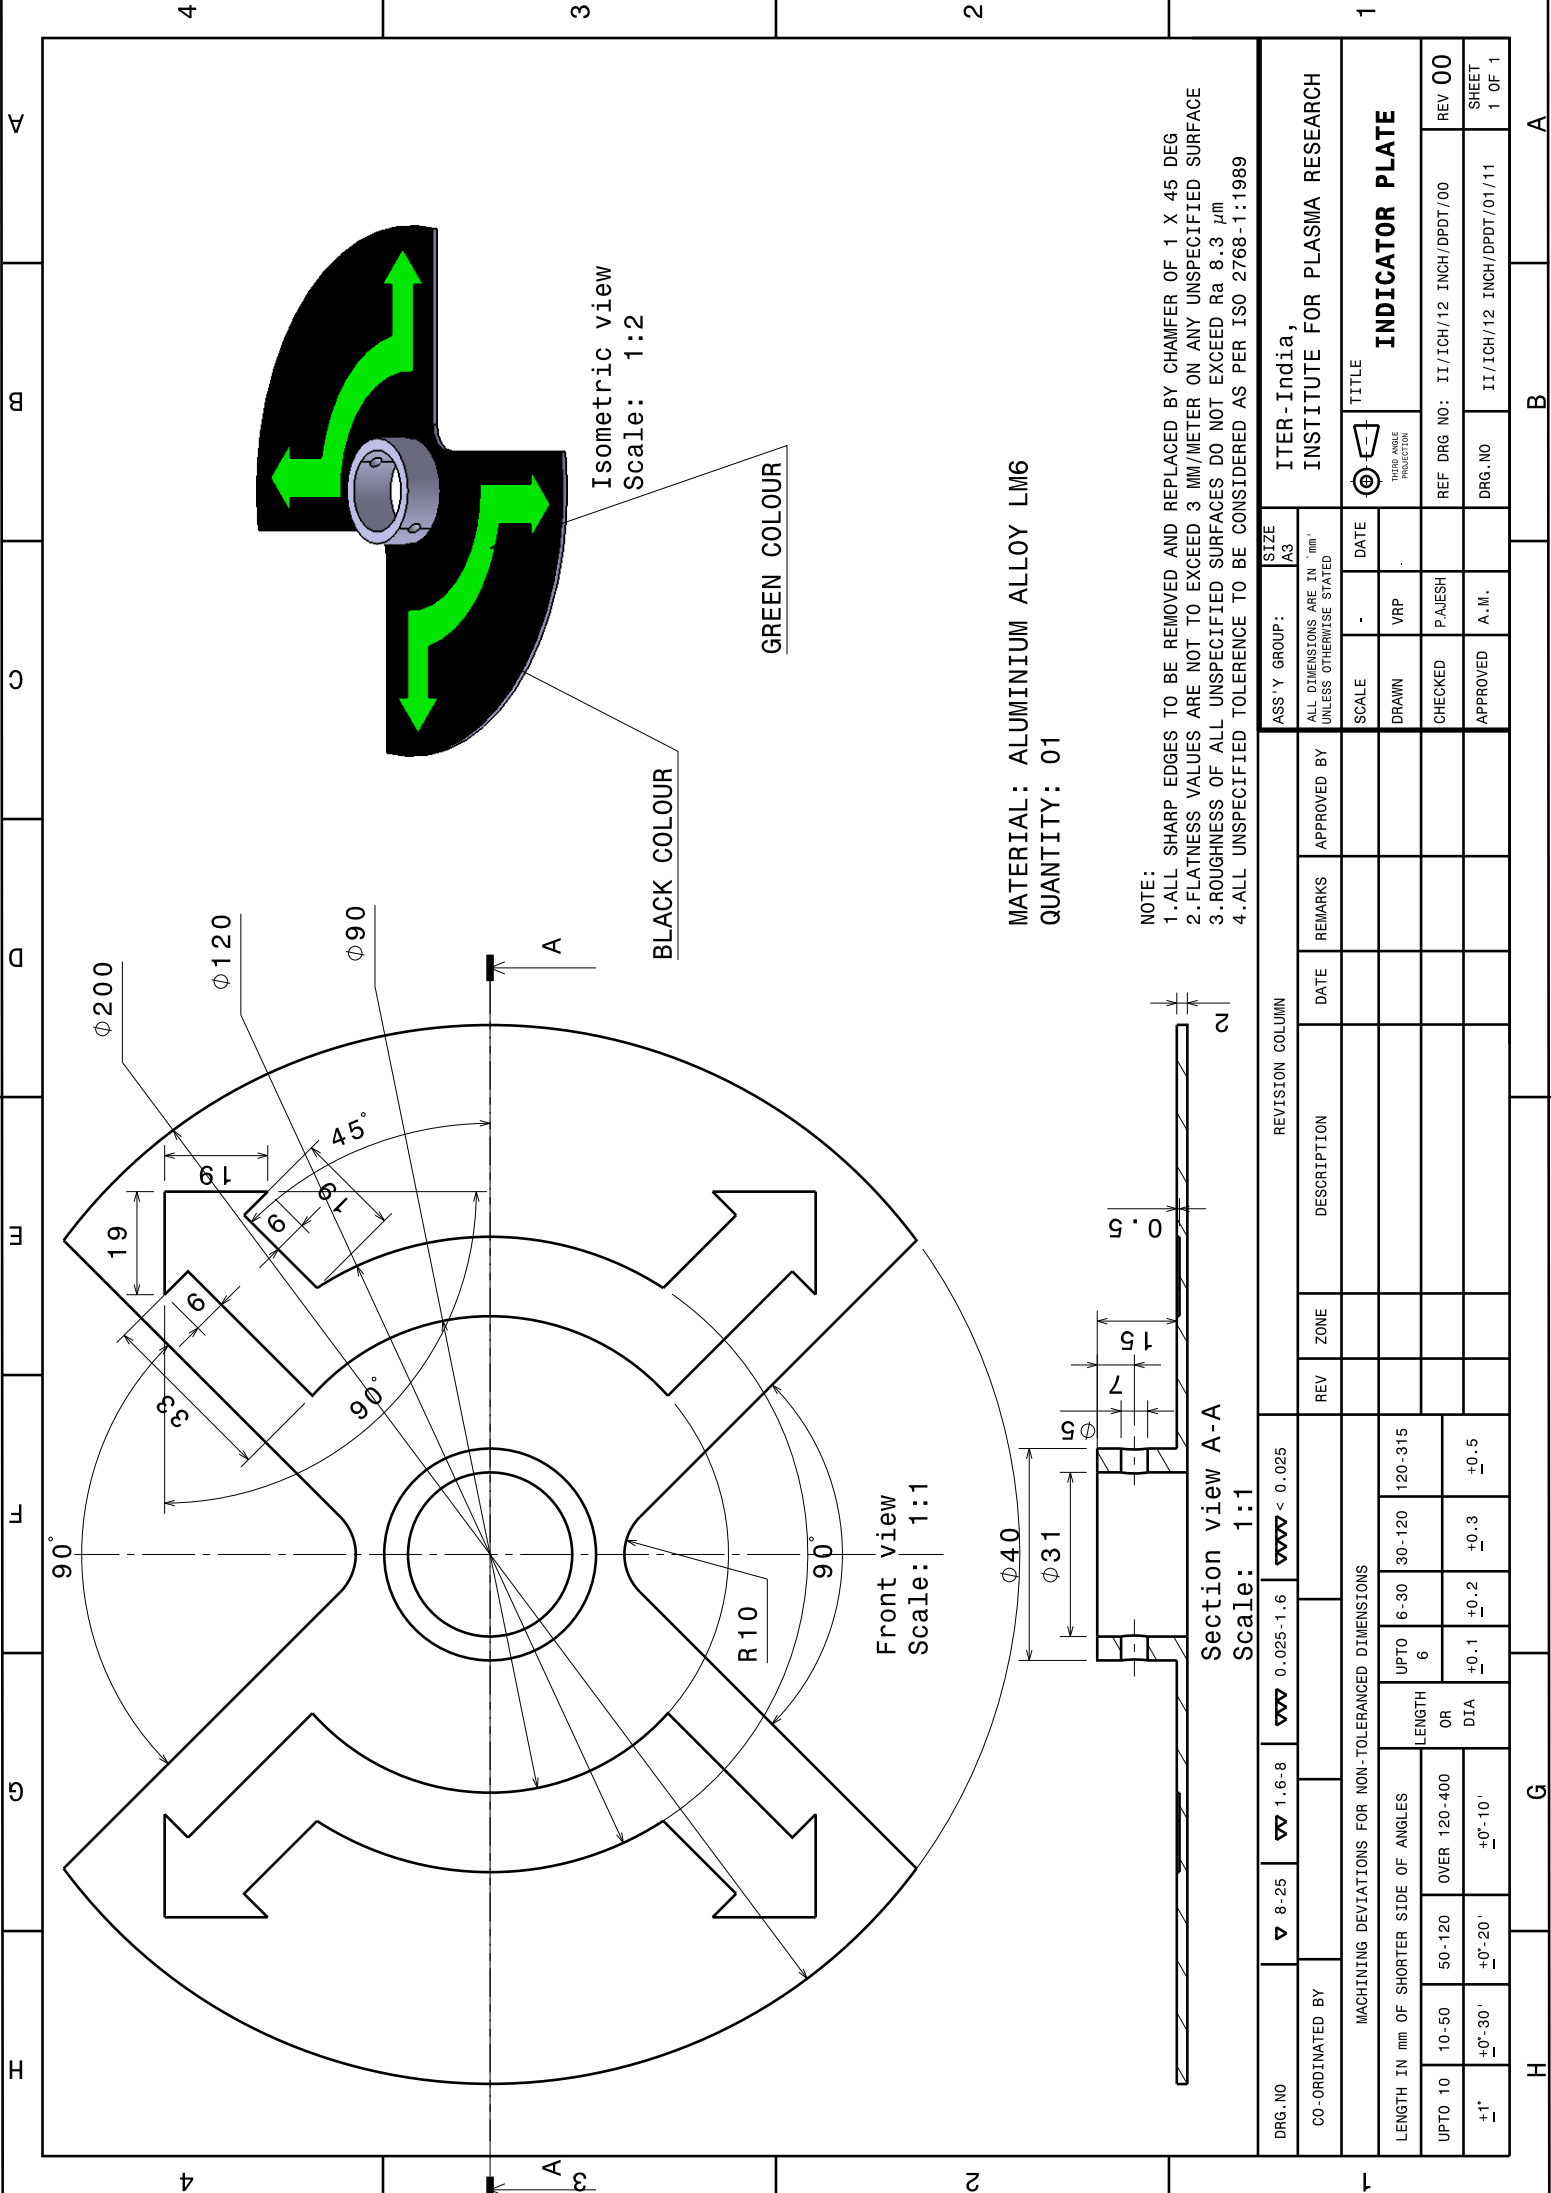 4
3
2
1
A
B
C
D
E
F
G
H
Φ200
Φ120
Φ90
19
19
45°
19
9
9
33
90°
90°
90°
R10
A
A
Front view
Scale: 1:1
Isometric view
Scale: 1:2
GREEN COLOUR
BLACK COLOUR
2
0.5
15
7
Φ5
Φ40
Φ31
Section view A-A
Scale: 1:1
MATERIAL: ALUMINIUM ALLOY LM6
QUANTITY: 01
NOTE:
1.ALL SHARP EDGES TO BE REMOVED AND REPLACED BY CHAMFER OF 1 X 45 DEG
2.FLATNESS VALUES ARE NOT TO EXCEED 3 MM/METER ON ANY UNSPECIFIED SURFACE
3.ROUGHNESS OF ALL UNSPECIFIED SURFACES DO NOT EXCEED Ra 8.3 μm
4.ALL UNSPECIFIED TOLERENCE TO BE CONSIDERED AS PER ISO 2768-1:1989
DRG.NO
8-25
1.6-8
0.025-1.6
< 0.025
CO-ORDINATED BY
MACHINING DEVIATIONS FOR NON-TOLERANCED DIMENSIONS
LENGTH IN mm OF SHORTER SIDE OF ANGLES
UPTO 10
10-50
50-120
OVER 120-400
±1°
±0°-30'
±0°-20'
±0°-10'
LENGTH
OR
DIA
UPTO
6
6-30
30-120
120-315
±0.1
±0.2
±0.3
±0.5
REVISION COLUMN
REV
ZONE
DESCRIPTION
DATE
REMARKS
APPROVED BY
ASS'Y GROUP:
SIZE
A3
ALL DIMENSIONS ARE IN `mm'
UNLESS OTHERWISE STATED
SCALE
-
DATE
DRAWN
VRP
.
CHECKED
P.AJESH
APPROVED
A.M.
ITER-India,
INSTITUTE FOR PLASMA RESEARCH
THIRD ANGLE
PROJECTION
TITLE
INDICATOR PLATE
REF DRG NO: II/ICH/12 INCH/DPDT/00
REV 00
DRG.NO
II/ICH/12 INCH/DPDT/01/11
SHEET
1 OF 1
4
3
2
1
A
B
G
H